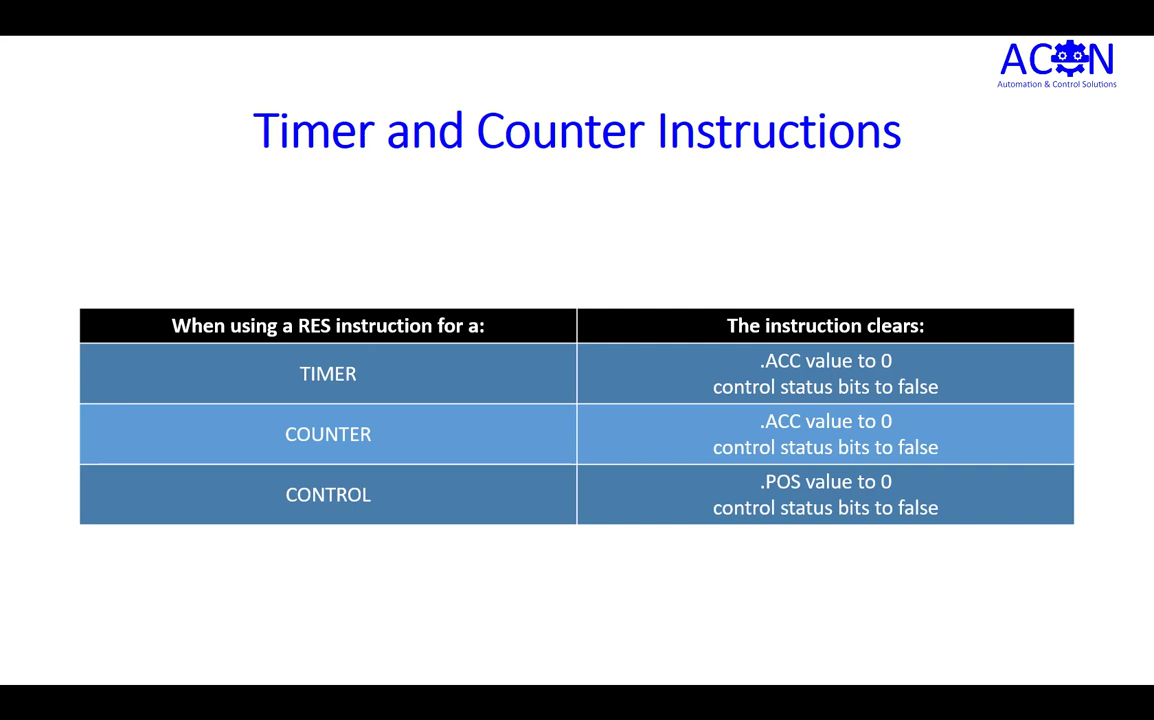 ACON
Automation & Control Solutions
Timer and Counter Instructions
When using a RES instruction for a:
The instruction clears:
TIMER
.ACC value to 0
control status bits to false
COUNTER
.ACC value to 0
control status bits to false
CONTROL
.POS value to 0
control status bits to false